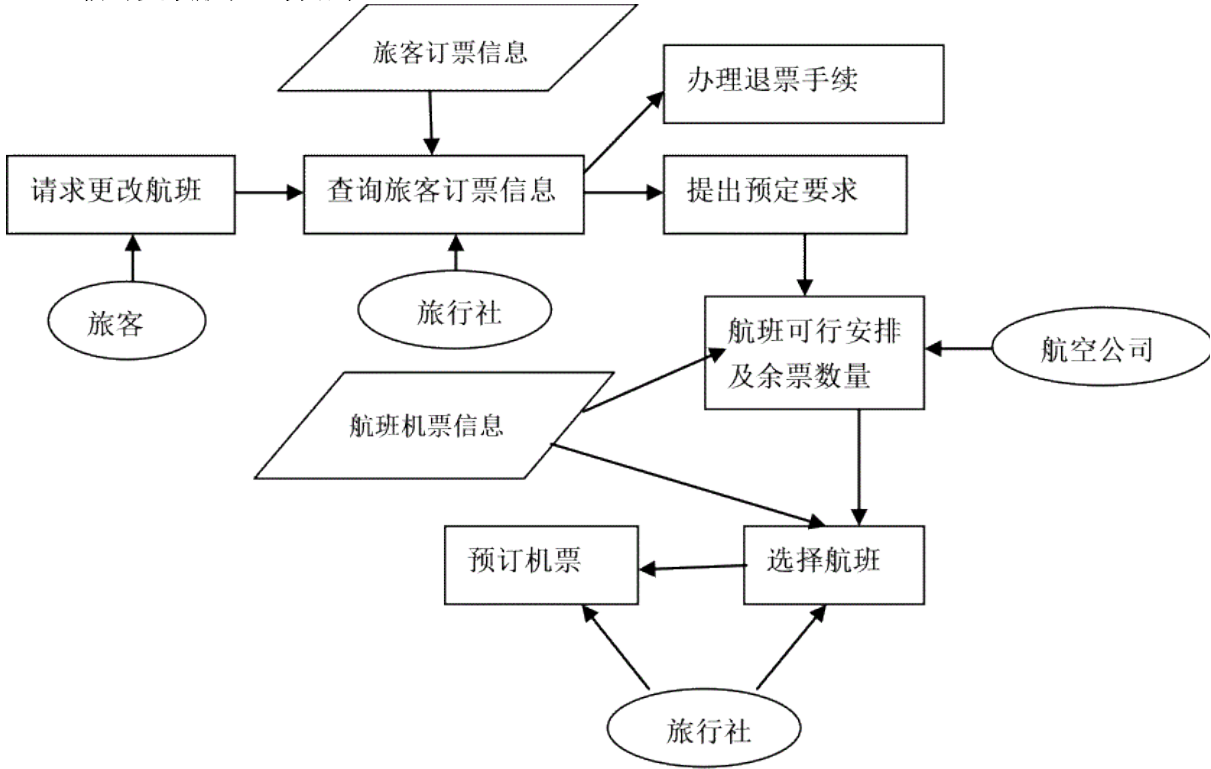 旅客订票信息
办理退票手续
请求更改航班
查询旅客订票信息
提出预定要求
旅客
旅行社
航班可行安排
及余票数量
航空公司
航班机票信息
预订机票
选择航班
旅行社